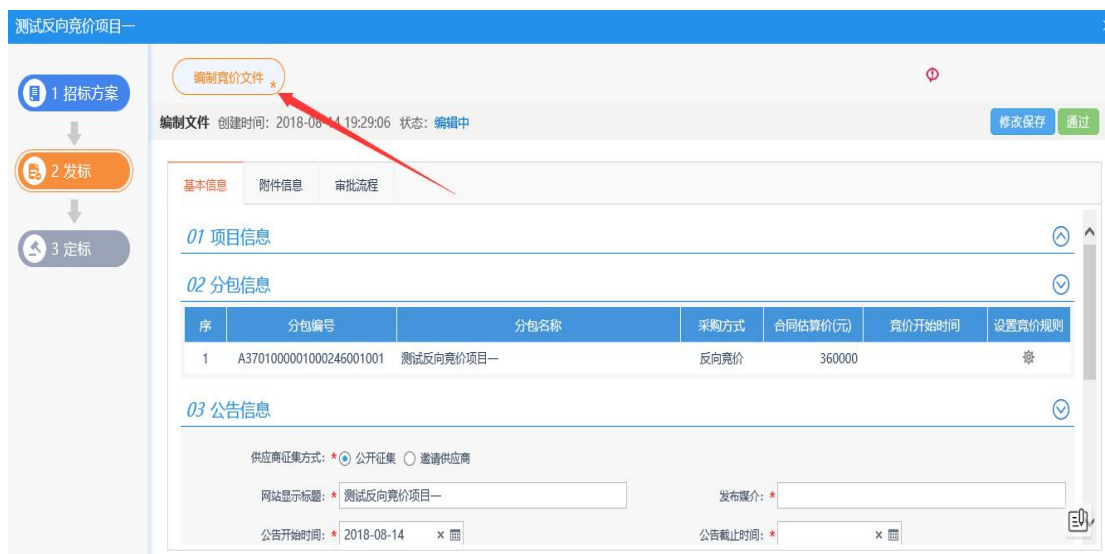 测试反向竞价项目一
编制竞价文件 *
1 招标方案
编制文件 创建时间: 2018-08-14 19:29:06 状态: 编辑中 修改保存 通过
2 发标
基本信息 附件信息 审批流程
3 定标
01 项目信息
02 分包信息
序 分包编号 分包名称 采购方式 合同估算价(元) 竞价开始时间 设置竞价规则
1 A3701000001000246001001 测试反向竞价项目一 反向竞价 360000
03 公告信息
供应商征集方式: * 公开征集 邀请供应商
网站显示标题: * 测试反向竞价项目一 发布媒介: *
公告开始时间: * 2018-08-14 × 公告截止时间: * ×